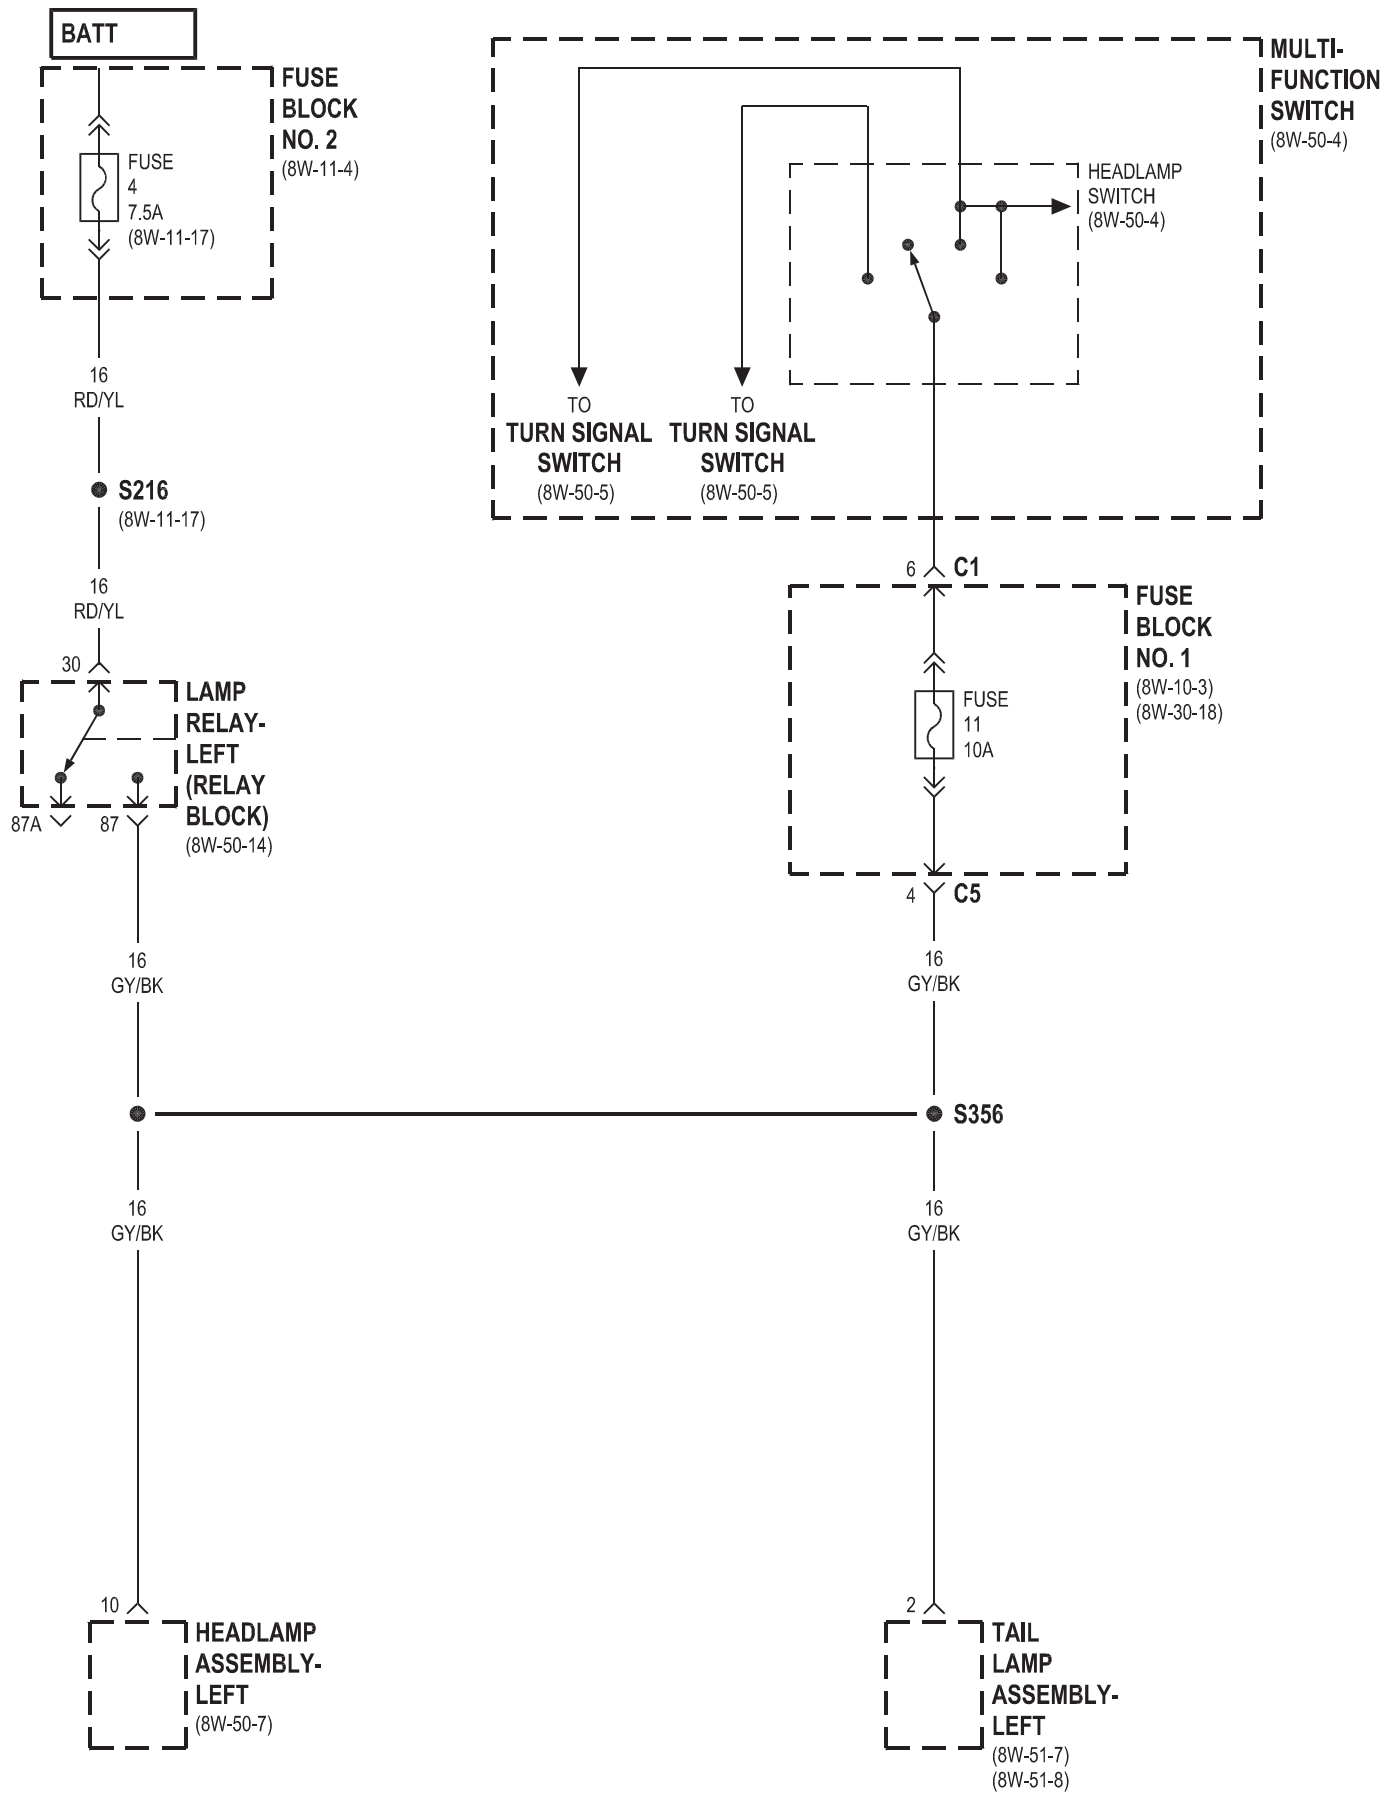 BATT
FUSE
BLOCK
NO. 2
(8W-11-4)
FUSE
4
7.5A
(8W-11-17)
16
RD/YL
S216
(8W-11-17)
16
RD/YL
30
LAMP
RELAY-
LEFT
(RELAY
BLOCK)
(8W-50-14)
87A
87
16
GY/BK
16
GY/BK
10
HEADLAMP
ASSEMBLY-
LEFT
(8W-50-7)
MULTI-
FUNCTION
SWITCH
(8W-50-4)
HEADLAMP
SWITCH
(8W-50-4)
TO
TURN SIGNAL
SWITCH
(8W-50-5)
TO
TURN SIGNAL
SWITCH
(8W-50-5)
6
C1
FUSE
BLOCK
NO. 1
(8W-10-3)
(8W-30-18)
FUSE
11
10A
4
C5
16
GY/BK
S356
16
GY/BK
2
TAIL
LAMP
ASSEMBLY-
LEFT
(8W-51-7)
(8W-51-8)